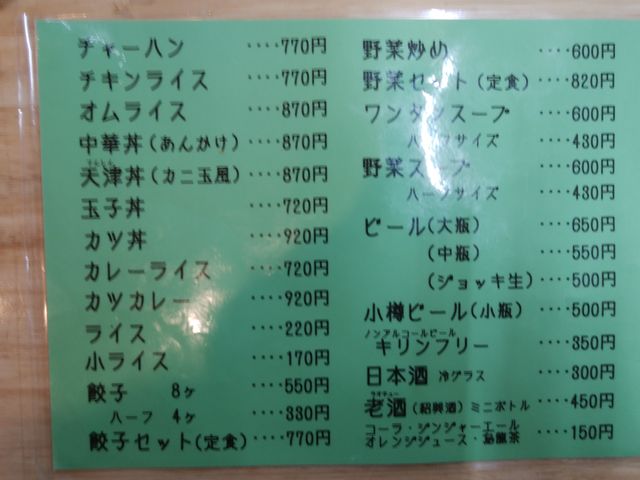 チャーハン ････770円
チキンライス ････770円
オムライス ････870円
中華丼(あんかけ) ････870円
てんしん
天津丼(カニ玉風) ････870円
玉子丼 ････720円
カツ丼 ････920円
カレーライス ････720円
カツカレー ････920円
ライス ････220円
小ライス ････170円
餃子 8ヶ ････550円
ハーフ 4ヶ ････330円
餃子セット(定食) ････770円
野菜炒め ････600円
野菜セット(定食) ････820円
ワンタンスープ ････600円
ハーフサイズ ････430円
野菜スープ ････600円
ハーフサイズ ････430円
ビール(大瓶) ････650円
(中瓶) ････550円
(ジョッキ生) ････500円
小樽ビール(小瓶) ････500円
ノンアルコールビール
キリンフリー ････350円
日本酒 冷グラス ････300円
ラオチュー
老酒(紹興酒)ミニボトル ････450円
コーラ・ジンジャーエール
オレンジジュース・烏龍茶 ････150円